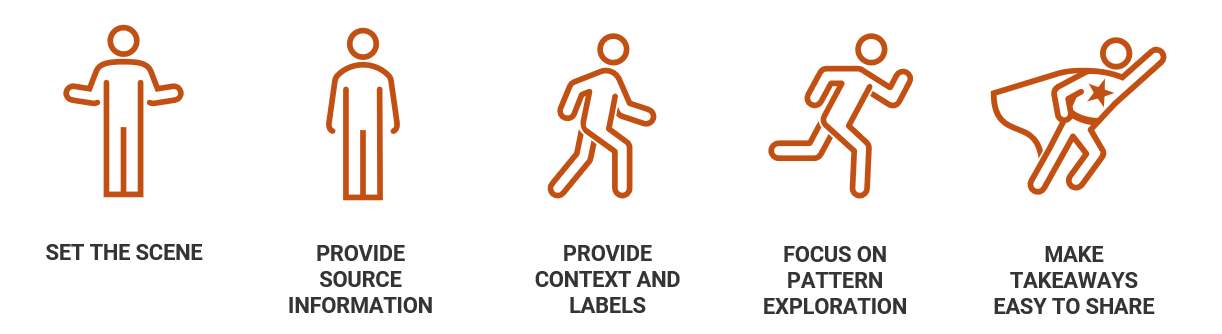 SET THE SCENE
PROVIDE
SOURCE
INFORMATION
PROVIDE
CONTEXT AND
LABELS
FOCUS ON
PATTERN
EXPLORATION
MAKE
TAKEAWAYS
EASY TO SHARE